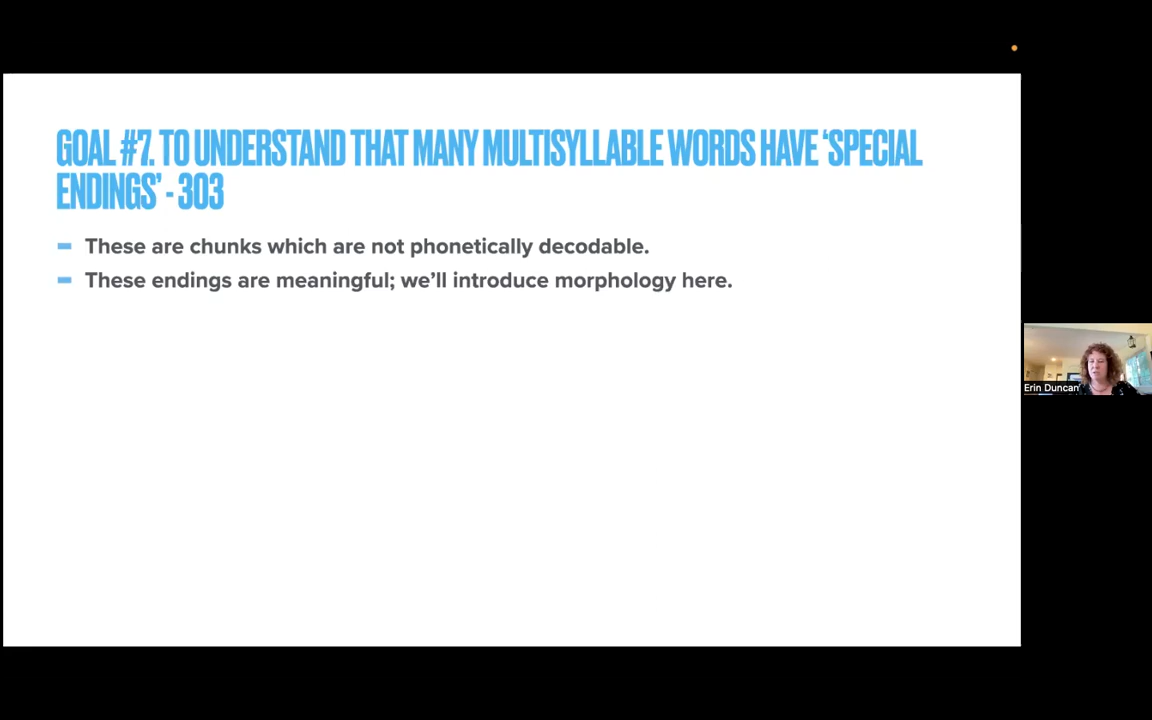 GOAL #7. TO UNDERSTAND THAT MANY MULTISYLLABLE WORDS HAVE ‘SPECIAL
ENDINGS’ - 303
These are chunks which are not phonetically decodable.
These endings are meaningful; we’ll introduce morphology here.
Erin Duncan